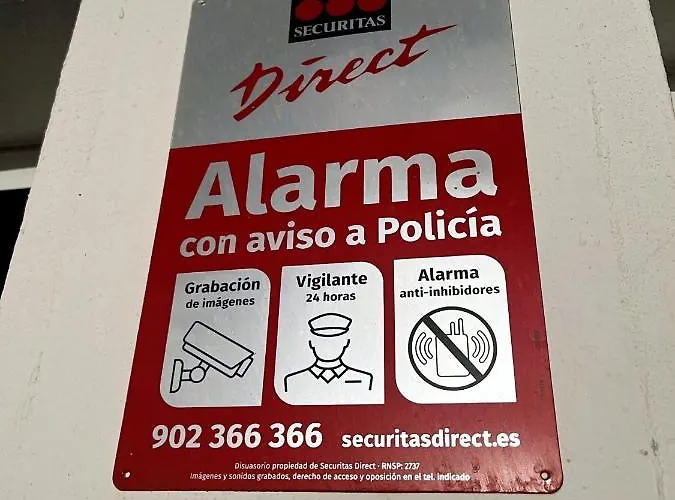 SECURITAS
Direct
Alarma
con aviso a Policía
Grabación
de imágenes
Vigilante
24 horas
Alarma
anti-inhibidores
902 366 366 securitasdirect.es
Disuasorio propiedad de Securitas Direct · RNSP: 2737
Imágenes y sonidos grabados, derecho de acceso y oposición en el tel. indicado